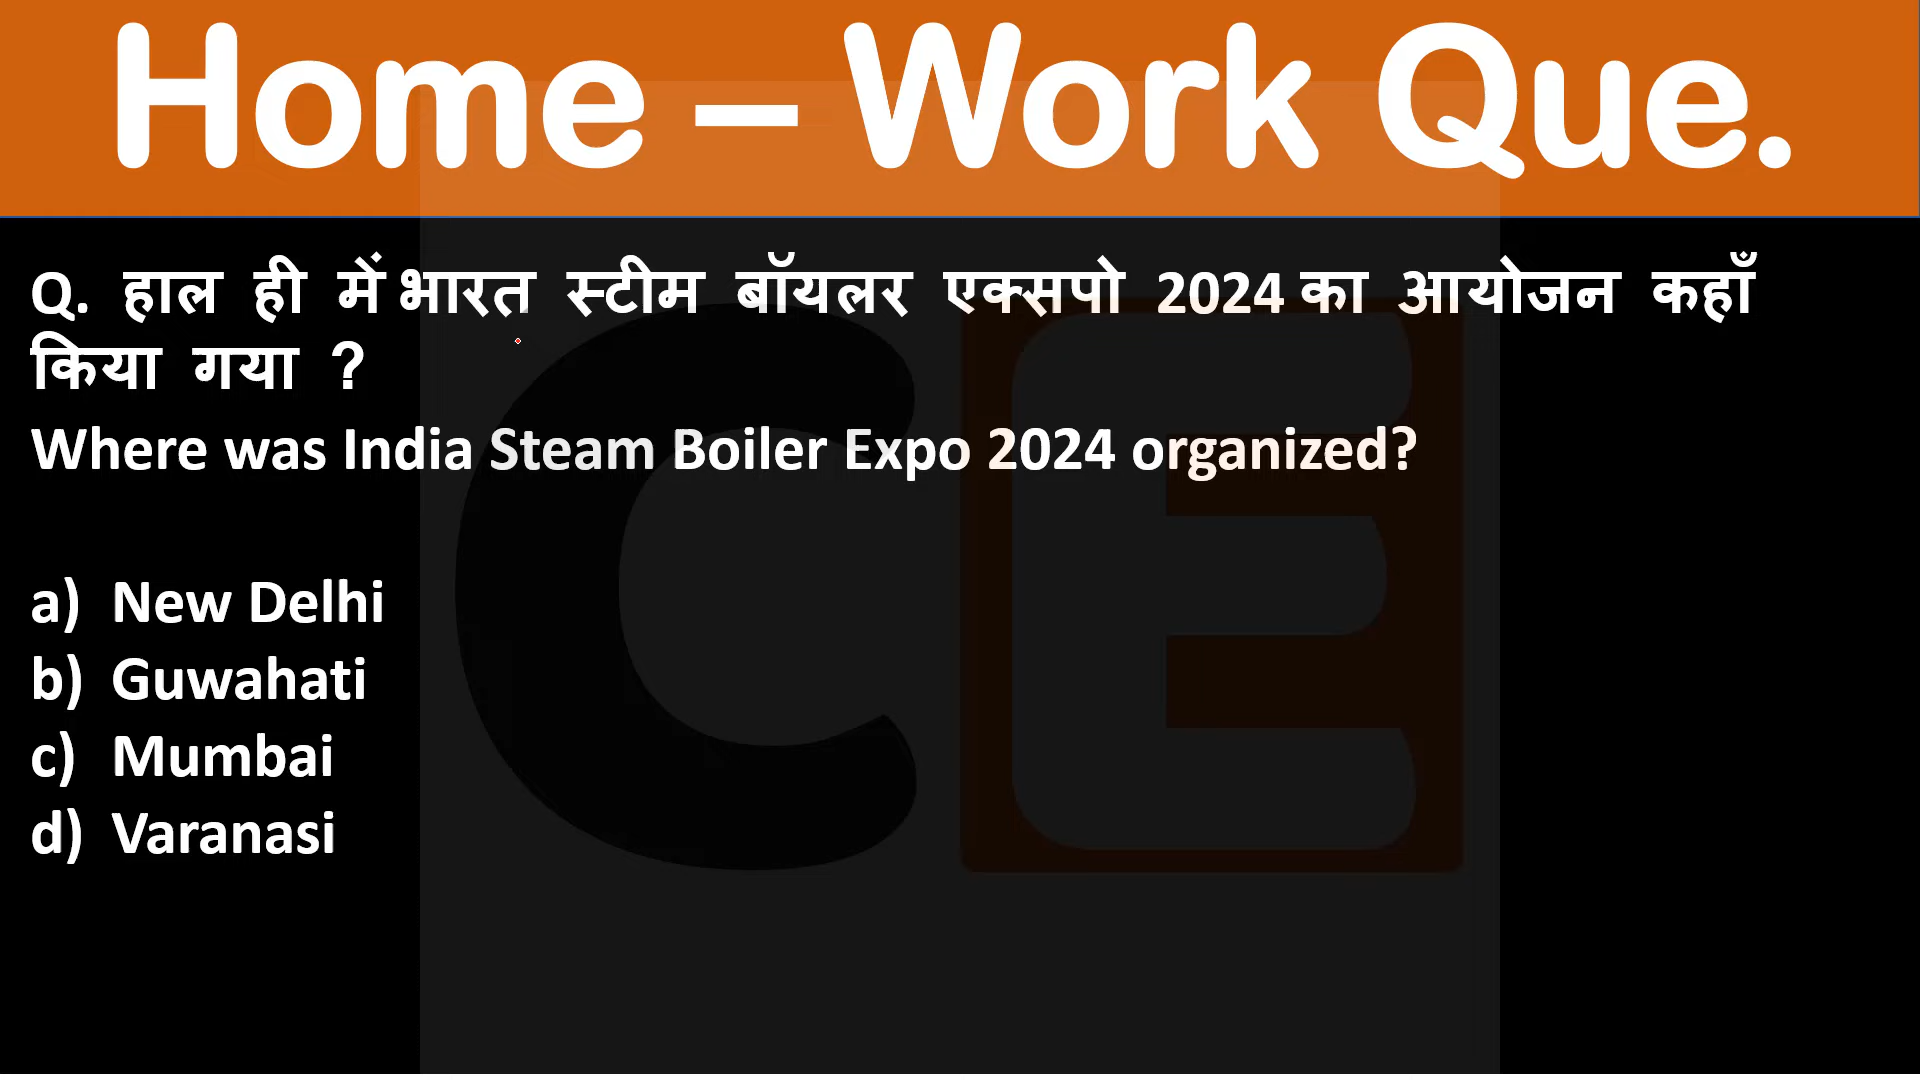 Home – Work Que.
Q. हाल ही में भारत स्टीम बॉयलर एक्सपो 2024 का आयोजन कहाँ
किया गया ?
Where was India Steam Boiler Expo 2024 organized?
a) New Delhi
b) Guwahati
c) Mumbai
d) Varanasi
CE